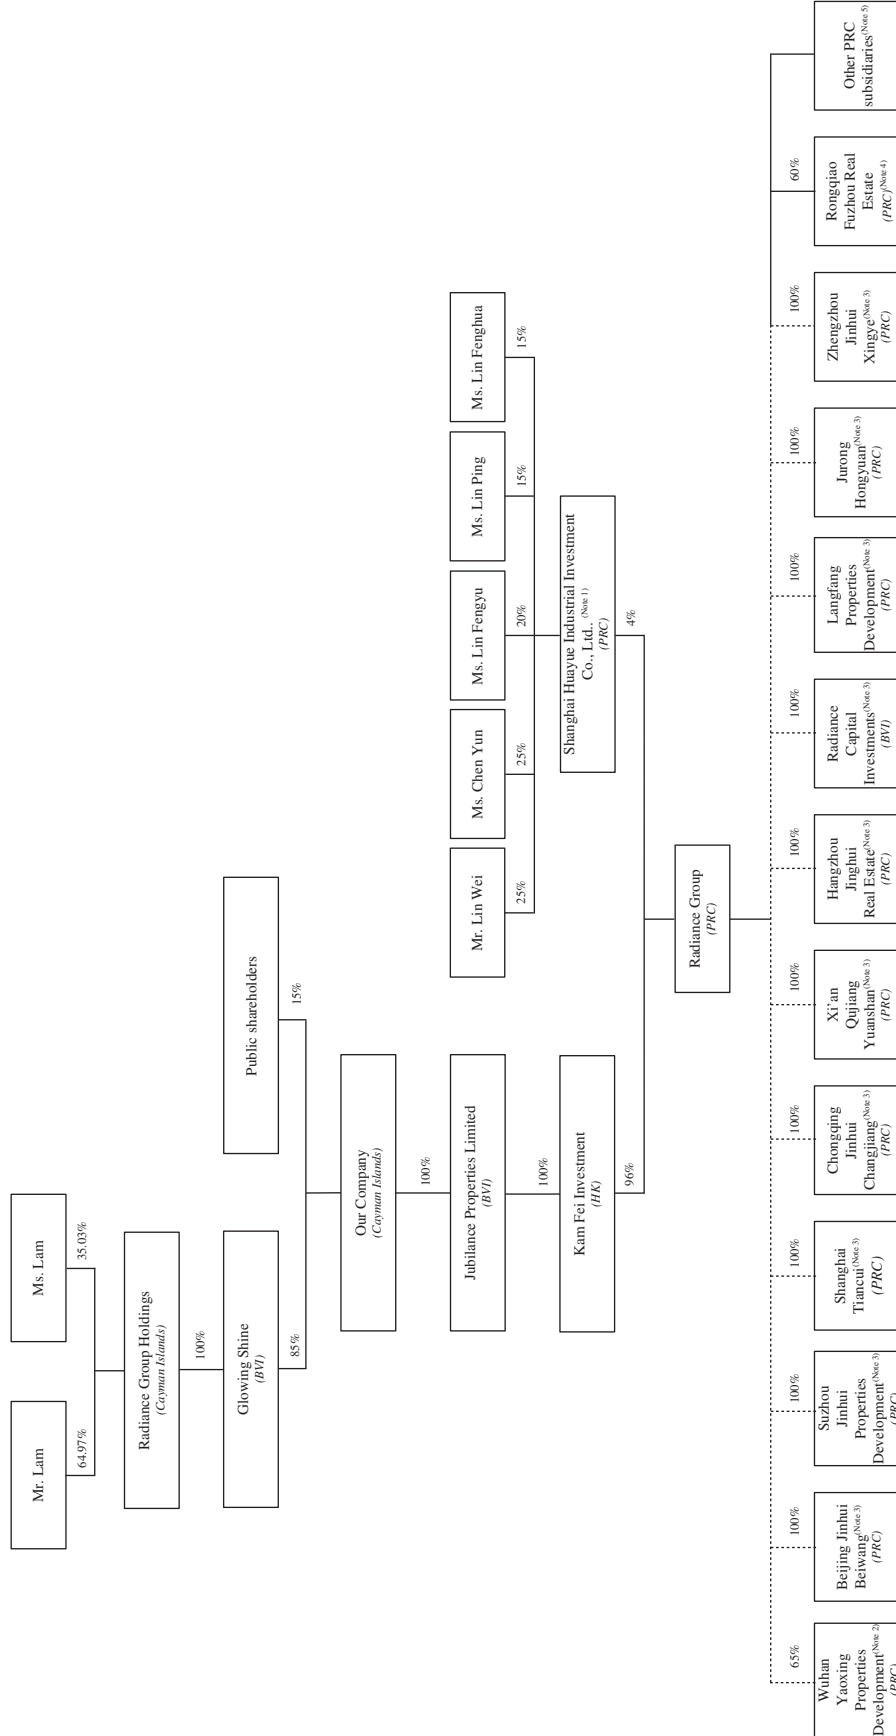 Mr. Lam
Ms. Lam
64.97%
35.03%
Radiance Group Holdings
(Cayman Islands)
100%
Glowing Shine
(BVI)
Public shareholders
85%
15%
Our Company
(Cayman Islands)
100%
Jubilance Properties Limited
(BVI)
Mr. Lin Wei
Ms. Chen Yun
Ms. Lin Fengyu
Ms. Lin Ping
Ms. Lin Fenghua
100%
25%
25%
20%
15%
15%
Kam Fei Investment
(HK)
Shanghai Huayue Industrial Investment
Co., Ltd.. (Note 1)
(PRC)
96%
4%
Radiance Group
(PRC)
65%
100%
100%
100%
100%
100%
100%
100%
100%
100%
100%
60%
Wuhan
Yaoxing
Properties
Development(Note 2)
(PRC)
Beijing Jinhui
Beiwang(Note 3)
(PRC)
Suzhou
Jinhui
Properties
Development(Note 3)
(PRC)
Shanghai
Tiancui(Note 3)
(PRC)
Chongqing
Jinhui
Changjiang(Note 3)
(PRC)
Xi'an
Qujiang
Yuanshan(Note 3)
(PRC)
Hangzhou
Jinghui
Real Estate(Note 3)
(PRC)
Radiance
Capital
Investments(Note 3)
(BVI)
Langfang
Properties
Development(Note 3)
(PRC)
Jurong
Hongyuan(Note 3)
(PRC)
Zhengzhou
Jinhui
Xingye(Note 3)
(PRC)
Rongqiao
Fuzhou Real
Estate
(PRC)(Note 4)
Other PRC
subsidiaries(Note 5)